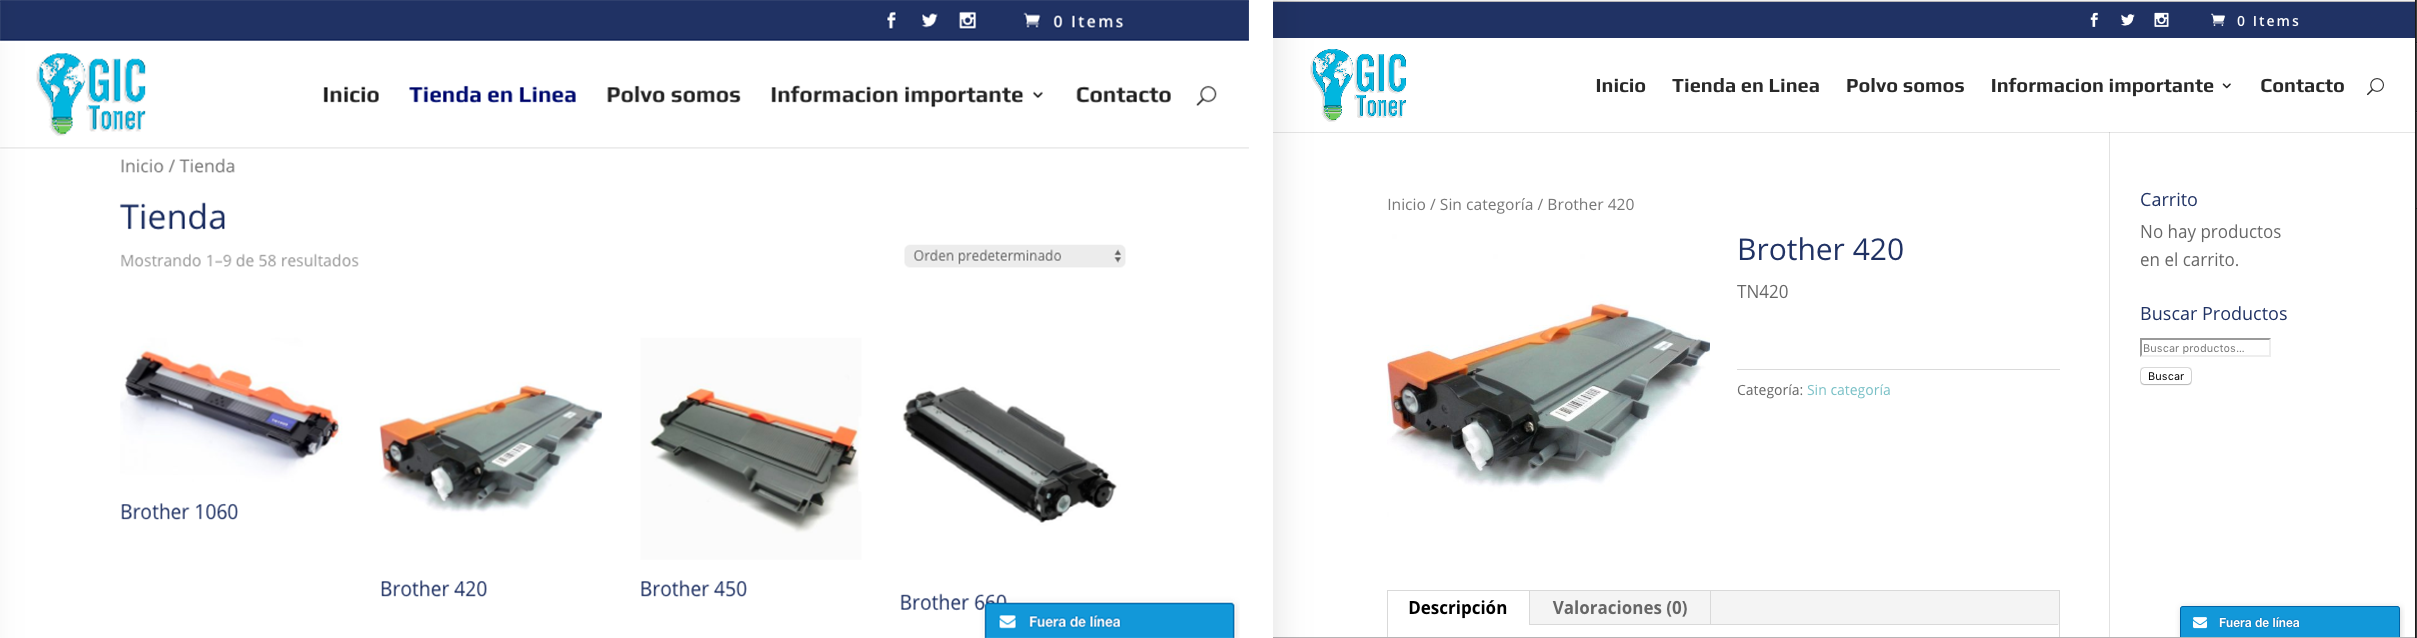 0 Items
GIC
Toner
Inicio
Tienda en Linea
Polvo somos
Informacion importante
Contacto
Inicio / Tienda
Tienda
Mostrando 1–9 de 58 resultados
Orden predeterminado
Brother 1060
Brother 420
Brother 450
Brother 660
Fuera de línea
0 Items
GIC
Toner
Inicio
Tienda en Linea
Polvo somos
Informacion importante
Contacto
Inicio / Sin categoría / Brother 420
Brother 420
TN420
Categoría: Sin categoría
Descripción
Valoraciones (0)
Carrito
No hay productos
en el carrito.
Buscar Productos
Buscar productos...
Buscar
Fuera de línea